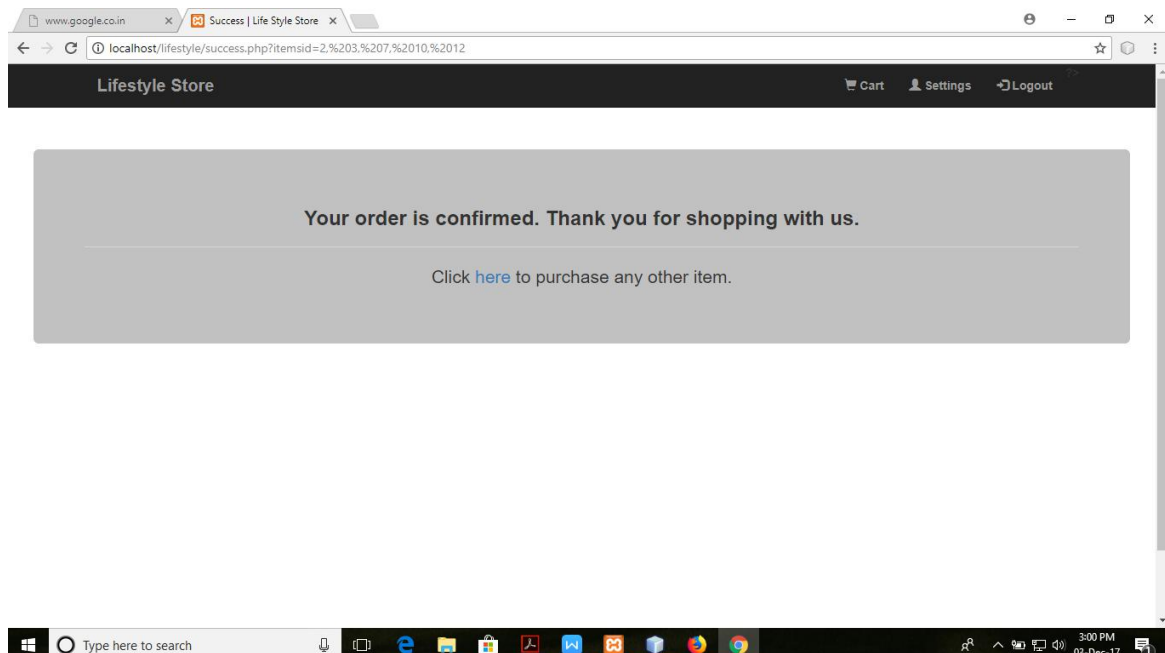 www.google.co.in
Success | Life Style Store
localhost/lifestyle/success.php?itemsid=2,%203,%207,%2010,%2012
Lifestyle Store Cart Settings Logout ?>
Your order is confirmed. Thank you for shopping with us.
Click here to purchase any other item.
Type here to search
3:00 PM